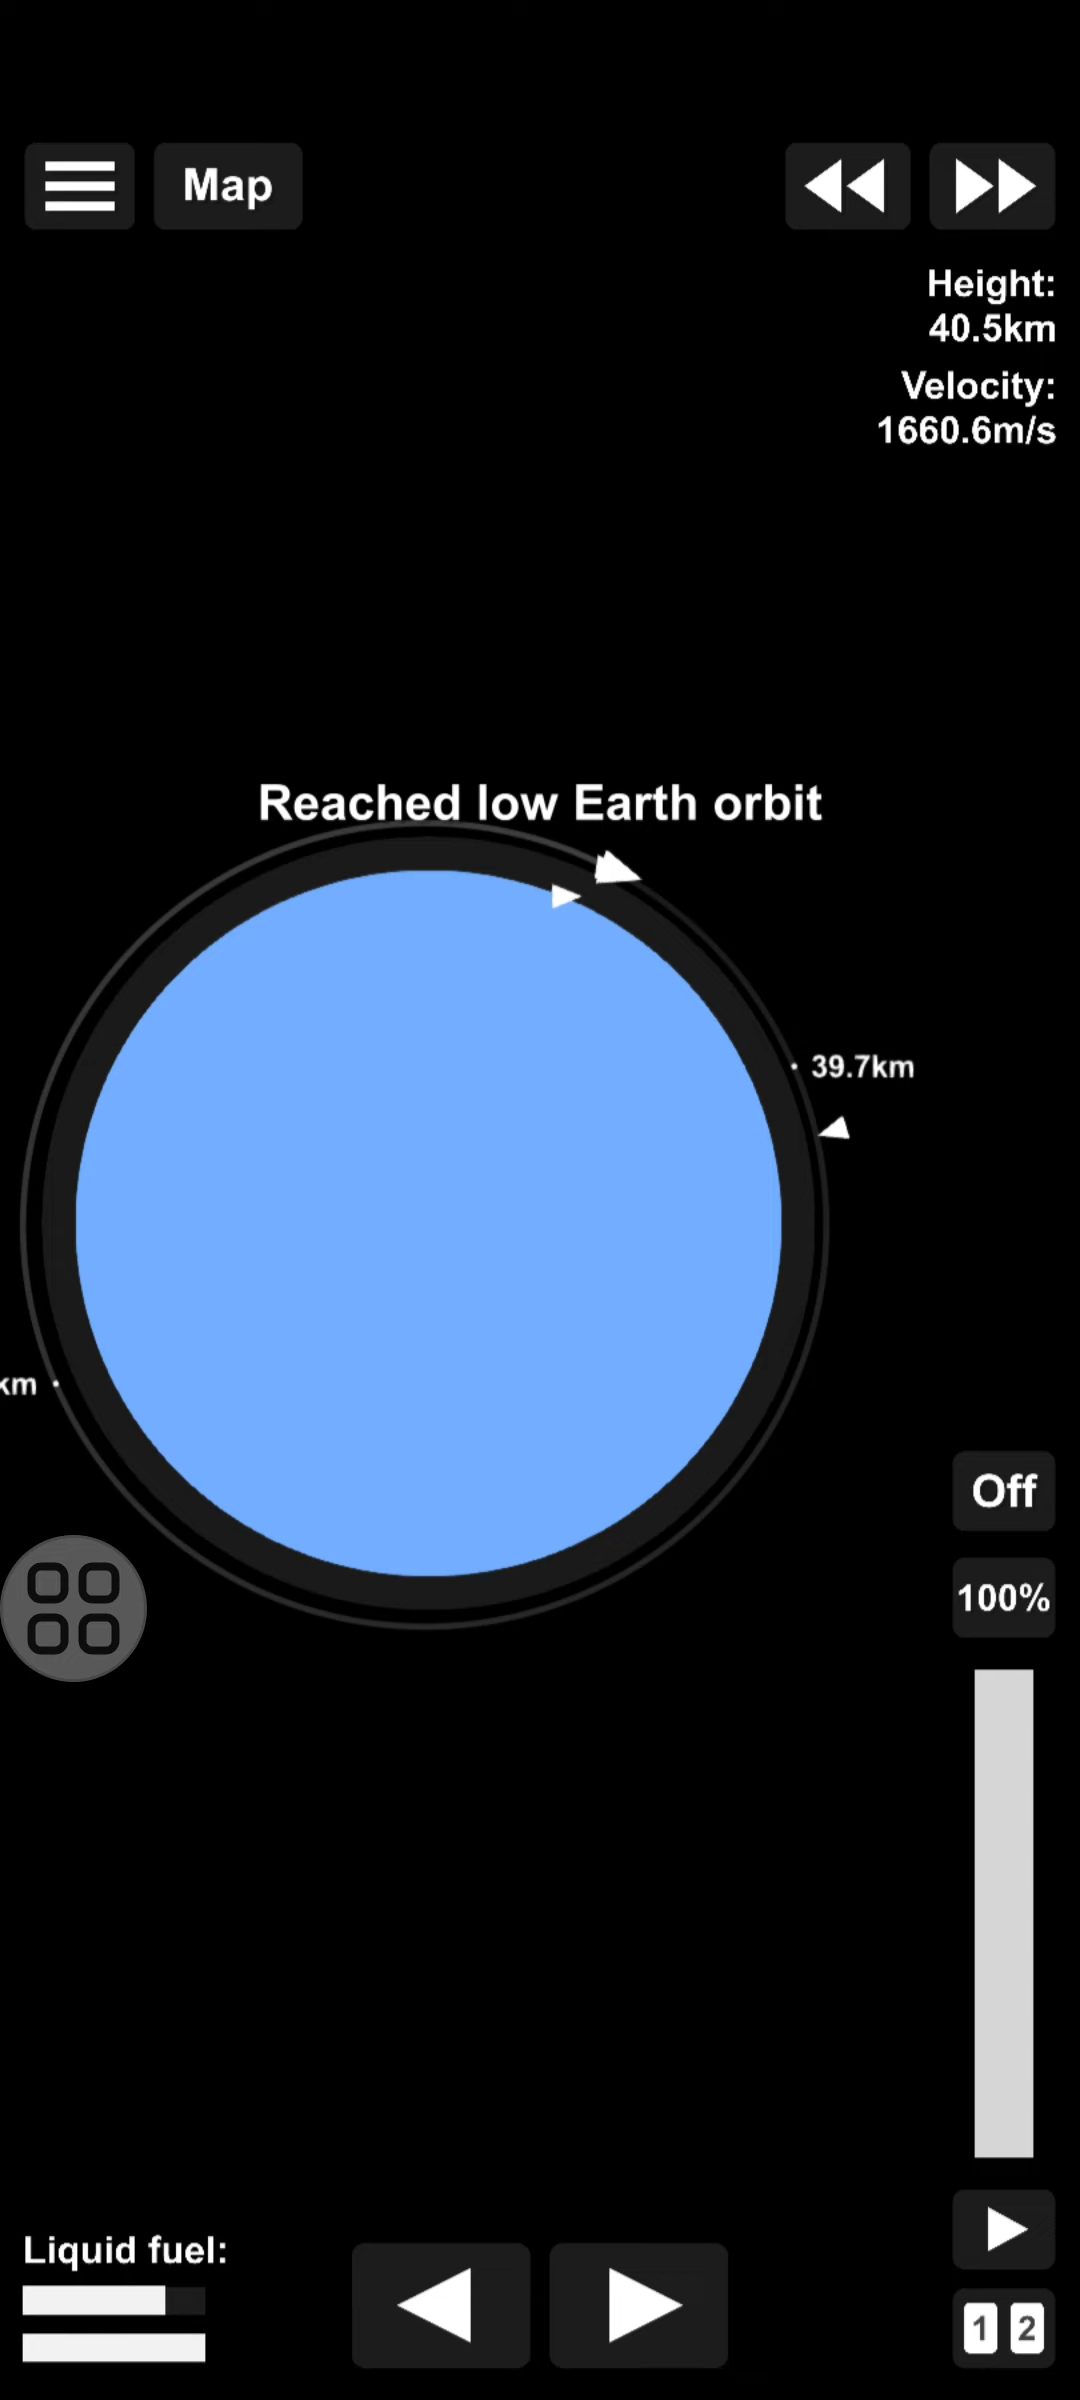 Map
Height:
40.5km
Velocity:
1660.6m/s
Reached low Earth orbit
39.7km
km
Off
100%
Liquid fuel:
1 2